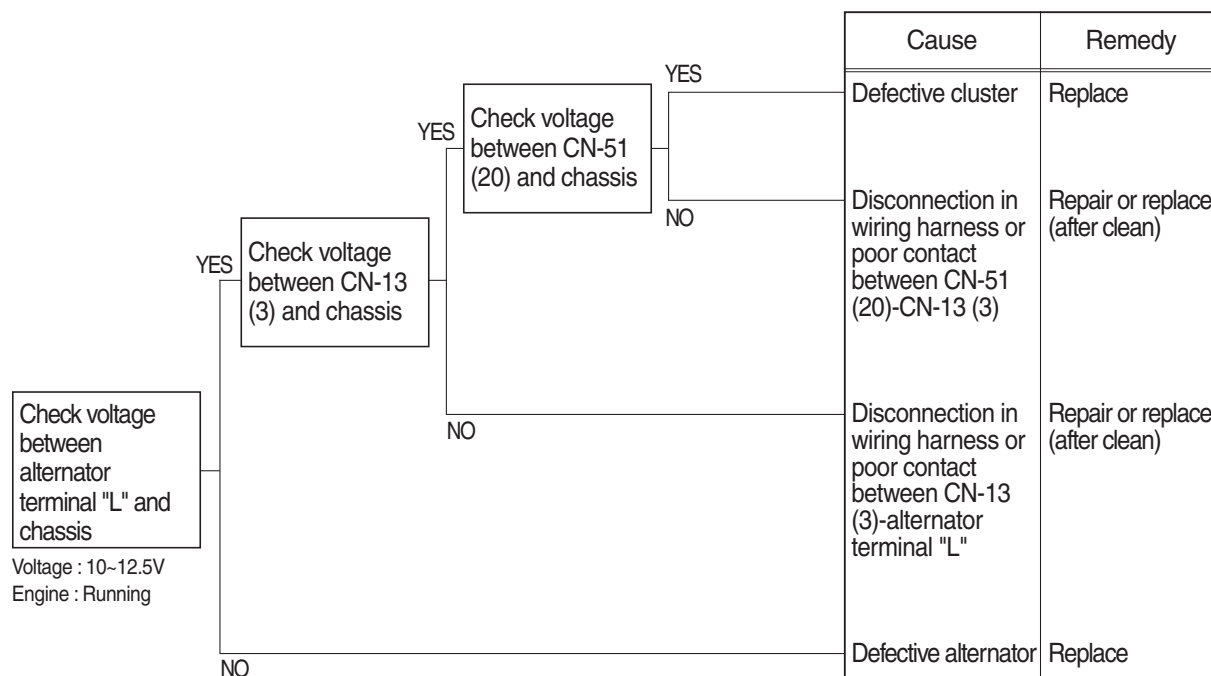 Cause
Remedy
YES
Defective cluster
Replace
YES
Check voltage
between CN-51
(20) and chassis
NO
Disconnection in
wiring harness or
poor contact
between CN-51
(20)-CN-13 (3)
Repair or replace
(after clean)
YES
Check voltage
between CN-13
(3) and chassis
NO
Disconnection in
wiring harness or
poor contact
between CN-13
(3)-alternator
terminal "L"
Repair or replace
(after clean)
Check voltage
between
alternator
terminal "L" and
chassis
Voltage : 10~12.5V
Engine : Running
NO
Defective alternator
Replace